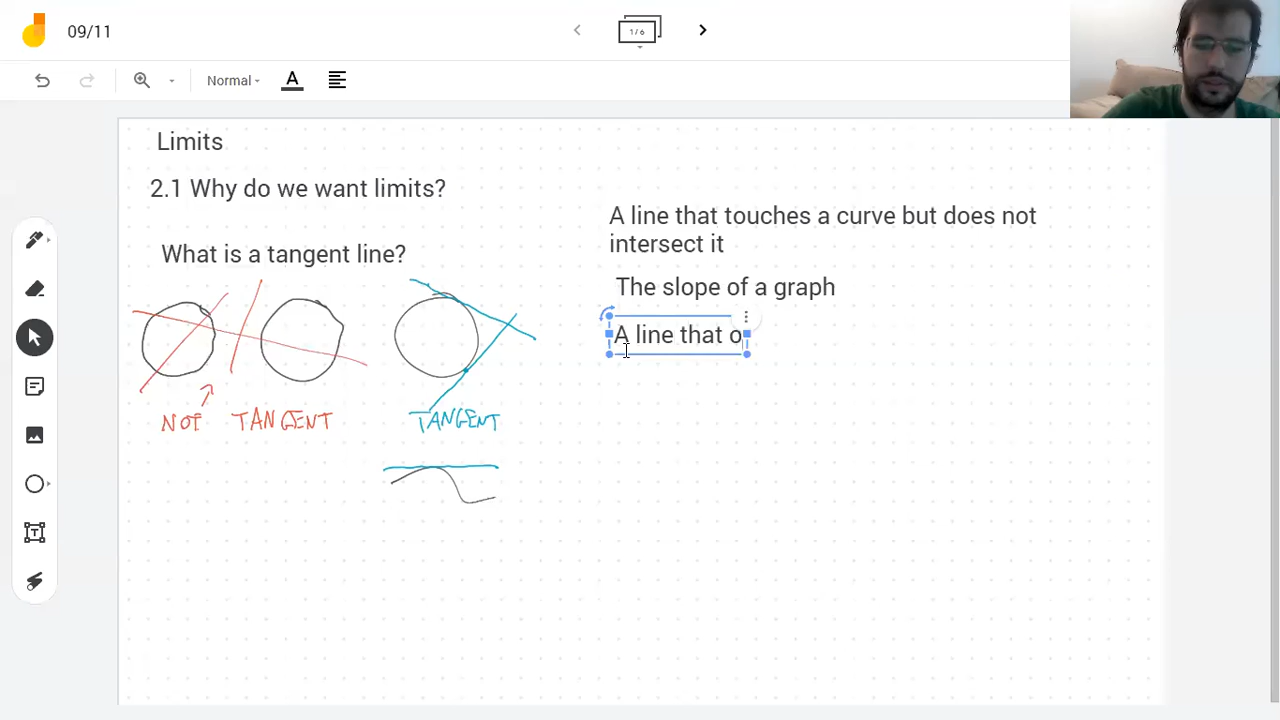 09/11
1/6
Normal
Limits
2.1 Why do we want limits?
What is a tangent line?
NOT TANGENT
TANGENT
A line that touches a curve but does not
intersect it
The slope of a graph
A line that o